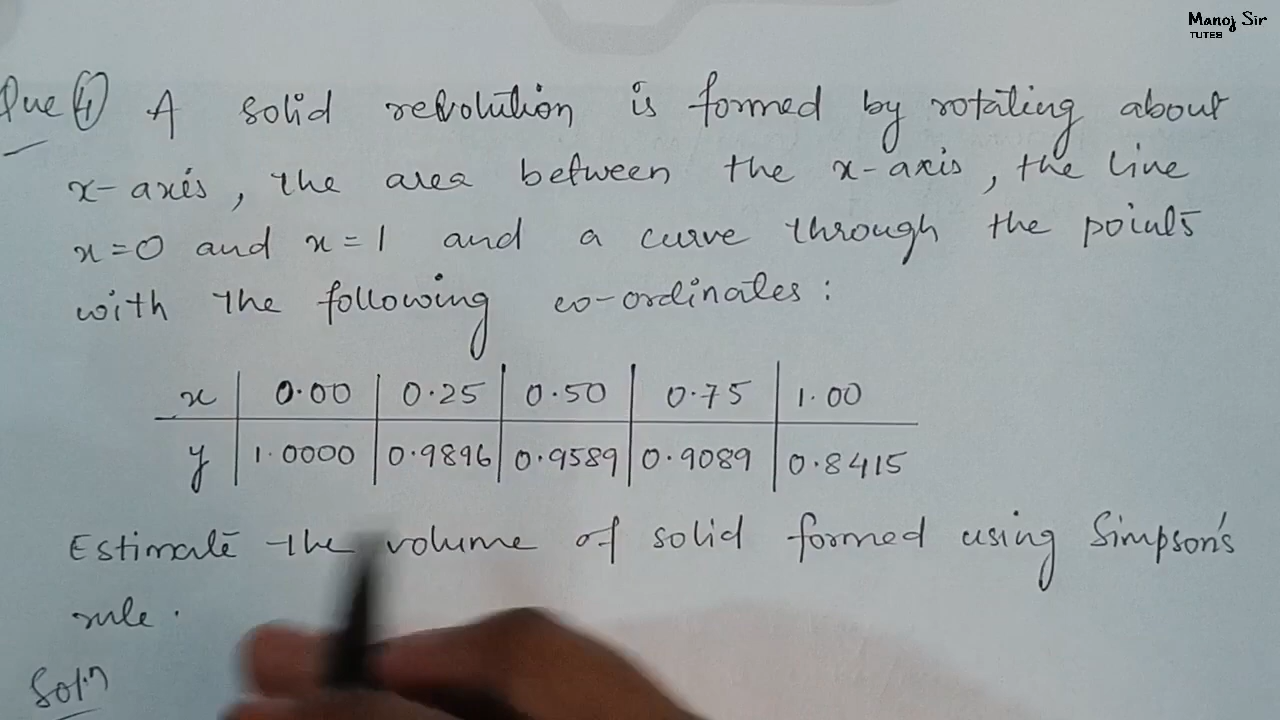 Manoj Sir
TUTES
Que (4) A solid revolution is formed by rotating about
x-axis, the area between the x-axis, the line
x=0 and x=1 and a curve through the points
with the following co-ordinates:
x 0.00 0.25 0.50 0.75 1.00
y 1.0000 0.9896 0.9589 0.9089 0.8415
Estimate the volume of solid formed using Simpson's
rule.
Sol:n